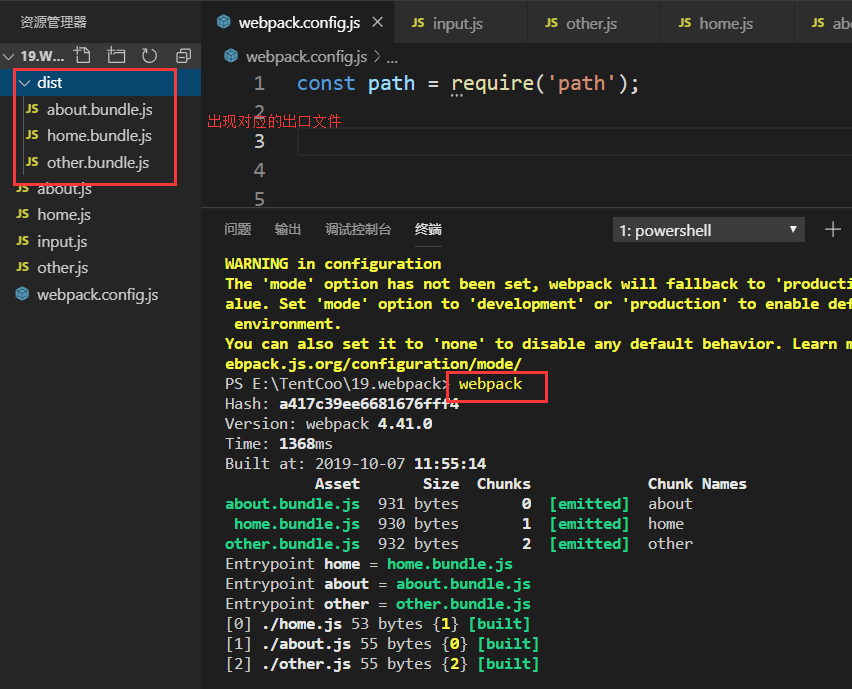 资源管理器
19.W...
dist
JS about.bundle.js
JS home.bundle.js
JS other.bundle.js
JS about.js
JS home.js
JS input.js
JS other.js
webpack.config.js
webpack.config.js ×
JS input.js
JS other.js
JS home.js
JS ab
webpack.config.js > ...
1 const path = require('path');
2
出现对应的出口文件
3
4
5
问题 输出 调试控制台 终端
1: powershell
WARNING in configuration
The 'mode' option has not been set, webpack will fallback to 'producti
alue. Set 'mode' option to 'development' or 'production' to enable def
environment.
You can also set it to 'none' to disable any default behavior. Learn m
ebpack.js.org/configuration/mode/
PS E:\TentCoo\19.webpack> webpack
Hash: a417c39ee6681676fff4
Version: webpack 4.41.0
Time: 1368ms
Built at: 2019-10-07 11:55:14
Asset Size Chunks Chunk Names
about.bundle.js 931 bytes 0 [emitted] about
home.bundle.js 930 bytes 1 [emitted] home
other.bundle.js 932 bytes 2 [emitted] other
Entrypoint home = home.bundle.js
Entrypoint about = about.bundle.js
Entrypoint other = other.bundle.js
[0] ./home.js 53 bytes {1} [built]
[1] ./about.js 55 bytes {0} [built]
[2] ./other.js 55 bytes {2} [built]